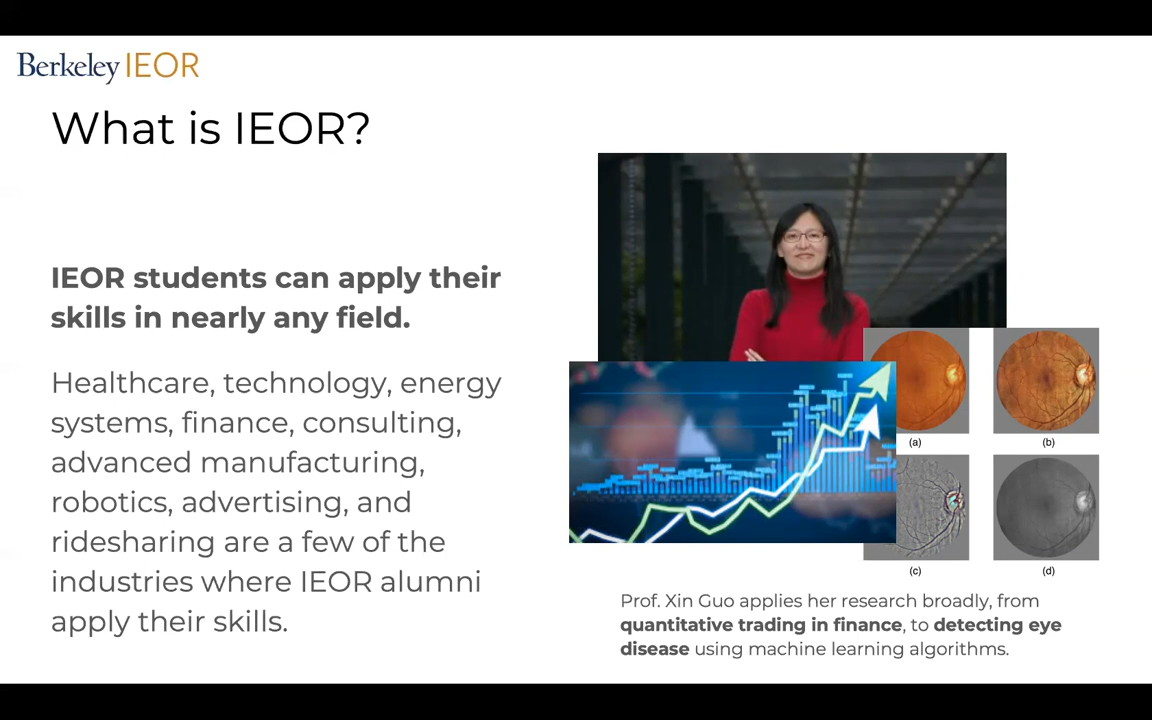 Berkeley IEOR
What is IEOR?
IEOR students can apply their
skills in nearly any field.
Healthcare, technology, energy
systems, finance, consulting,
advanced manufacturing,
robotics, advertising, and
ridesharing are a few of the
industries where IEOR alumni
apply their skills.
(a)
(b)
(c)
(d)
Prof. Xin Guo applies her research broadly, from
quantitative trading in finance, to detecting eye
disease using machine learning algorithms.